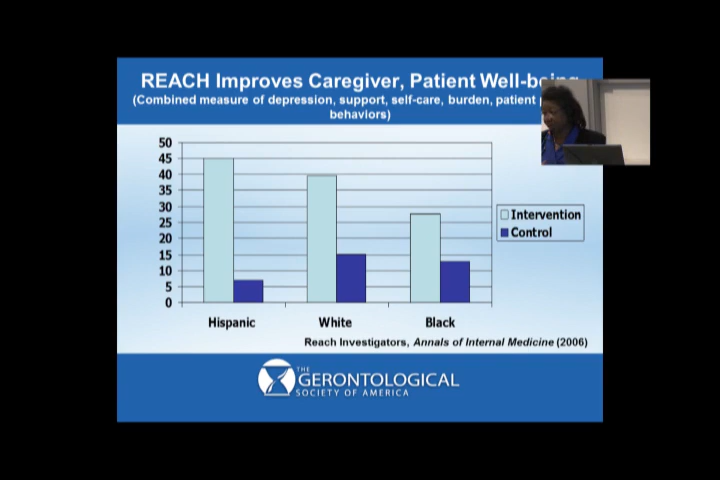 REACH Improves Caregiver, Patient Well-being
(Combined measure of depression, support, self-care, burden, patient
behaviors)
50
45
40
35
30
25
20
15
10
5
0
Intervention
Control
Hispanic
White
Black
Reach Investigators, Annals of Internal Medicine (2006)
THE
GERONTOLOGICAL
SOCIETY OF AMERICA